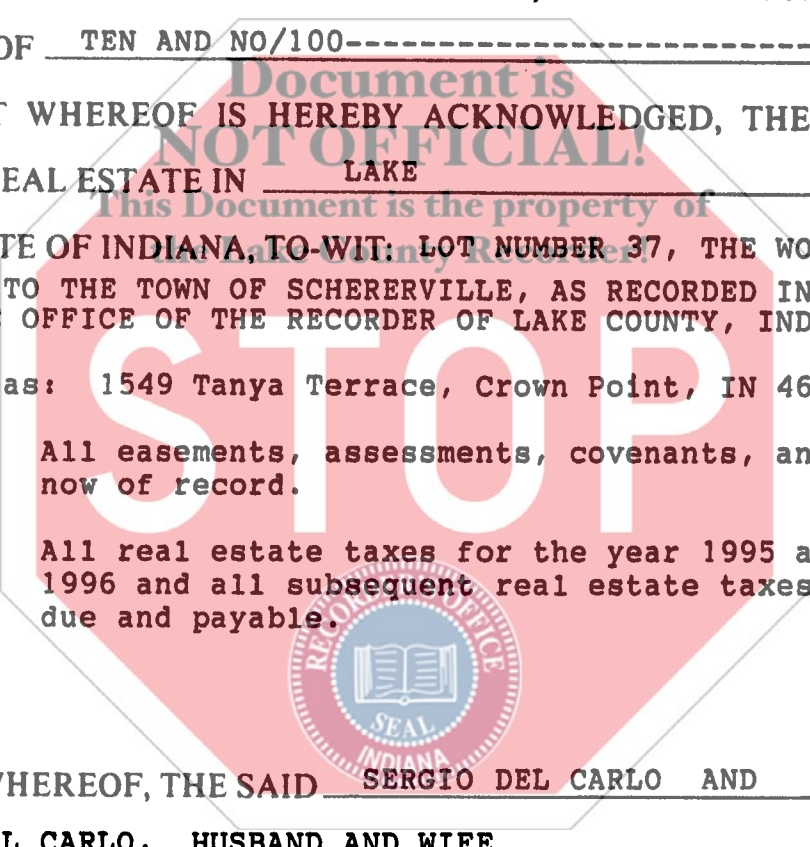 OF TEN AND NO/100------------------------------
Document is
T WHEREOF IS HEREBY ACKNOWLEDGED, THE
NOT OFFICIAL!
EAL ESTATE IN LAKE
This Document is the property of
the Lake County Recorder!
TE OF INDIANA, TO-WIT: LOT NUMBER 37, THE WO
TO THE TOWN OF SCHERERVILLE, AS RECORDED IN
OFFICE OF THE RECORDER OF LAKE COUNTY, IND
STOP
as: 1549 Tanya Terrace, Crown Point, IN 46
All easements, assessments, covenants, an
now of record.
All real estate taxes for the year 1995 a
1996 and all subsequent real estate taxes
due and payable.
RECORDER'S OFFICE
SEAL
INDIANA
WHEREOF, THE SAID SERGIO DEL CARLO AND
L CARLO, HUSBAND AND WIFE